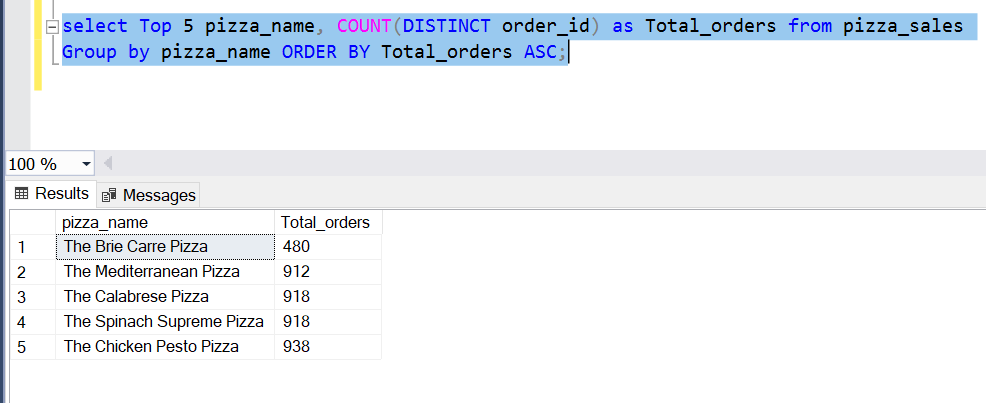 select Top 5 pizza_name, COUNT(DISTINCT order_id) as Total_orders from pizza_sales
Group by pizza_name ORDER BY Total_orders ASC;
100 %
Results Messages
pizza_name Total_orders
1 The Brie Carre Pizza 480
2 The Mediterranean Pizza 912
3 The Calabrese Pizza 918
4 The Spinach Supreme Pizza 918
5 The Chicken Pesto Pizza 938